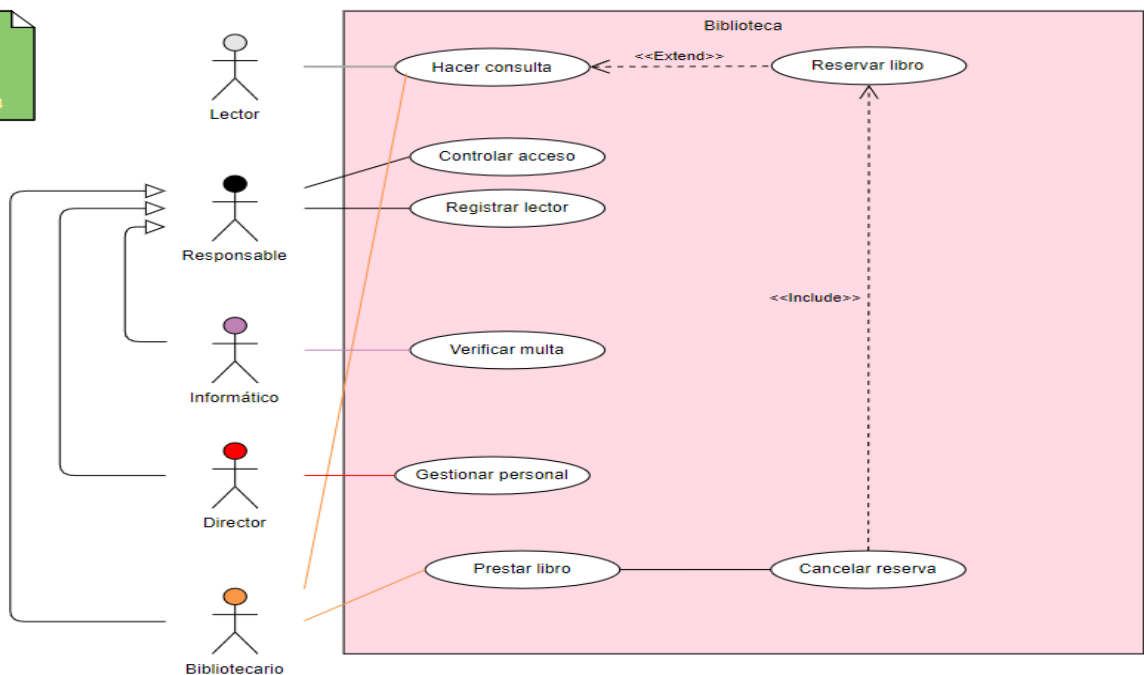 Biblioteca
Hacer consulta
<<Extend>>
Reservar libro
Lector
Controlar acceso
Registrar lector
Responsable
<<Include>>
Verificar multa
Informático
Gestionar personal
Director
Prestar libro
Cancelar reserva
Bibliotecario